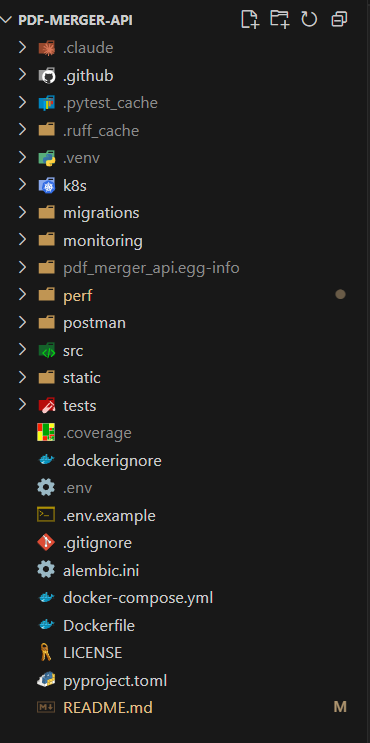 PDF-MERGER-API
.claude
.github
.pytest_cache
.ruff_cache
.venv
k8s
migrations
monitoring
pdf_merger_api.egg-info
perf
postman
src
static
tests
.coverage
.dockerignore
.env
.env.example
.gitignore
alembic.ini
docker-compose.yml
Dockerfile
LICENSE
pyproject.toml
README.md M